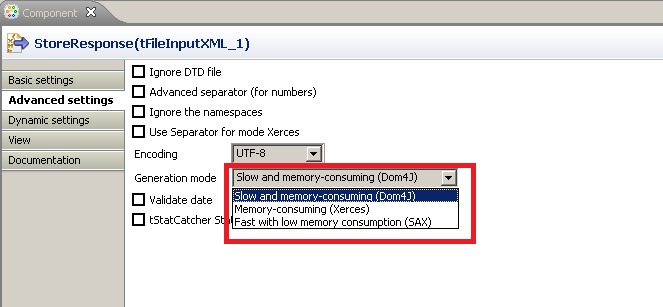 Component
StoreResponse(tFileInputXML_1)
Basic settings
Advanced settings
Dynamic settings
View
Documentation
Ignore DTD file
Advanced separator (for numbers)
Ignore the namespaces
Use Separator for mode Xerces
Encoding UTF-8
Generation mode Slow and memory-consuming (Dom4J)
Slow and memory-consuming (Dom4J)
Memory-consuming (Xerces)
Fast with low memory consumption (SAX)
Validate date
tStatCatcher